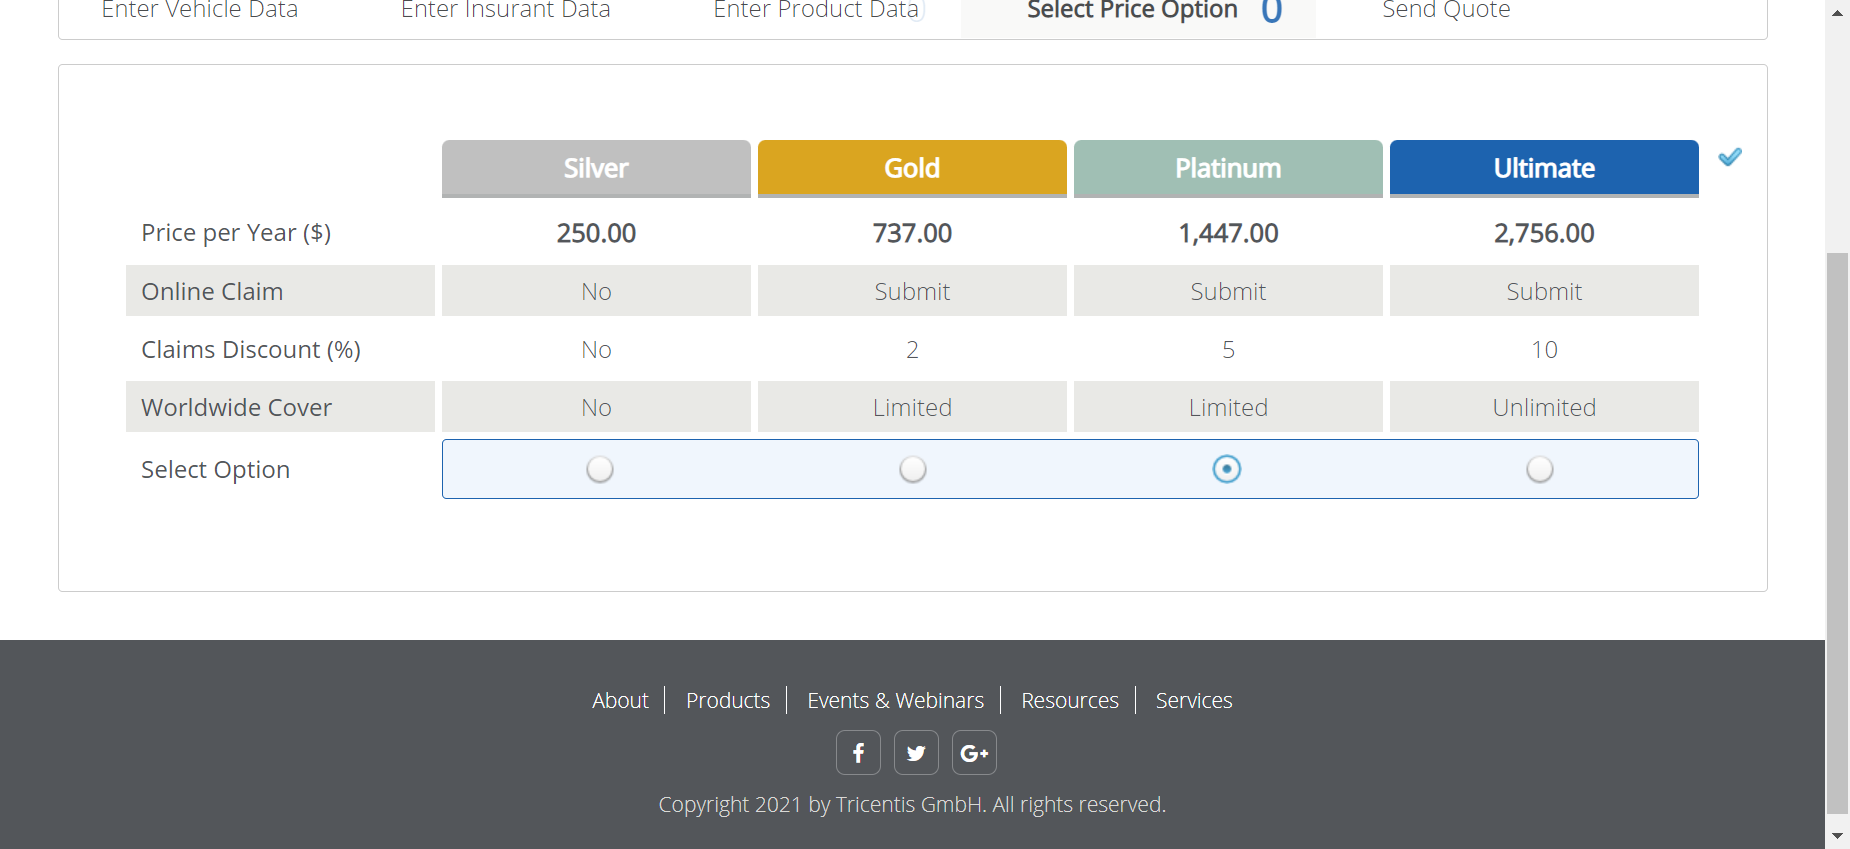 Enter Vehicle Data Enter Insurant Data Enter Product Data 0 Select Price Option 0 Send Quote
Silver Gold Platinum Ultimate
Price per Year ($) 250.00 737.00 1,447.00 2,756.00
Online Claim No Submit Submit Submit
Claims Discount (%) No 2 5 10
Worldwide Cover No Limited Limited Unlimited
Select Option
About Products Events & Webinars Resources Services
f G+
Copyright 2021 by Tricentis GmbH. All rights reserved.